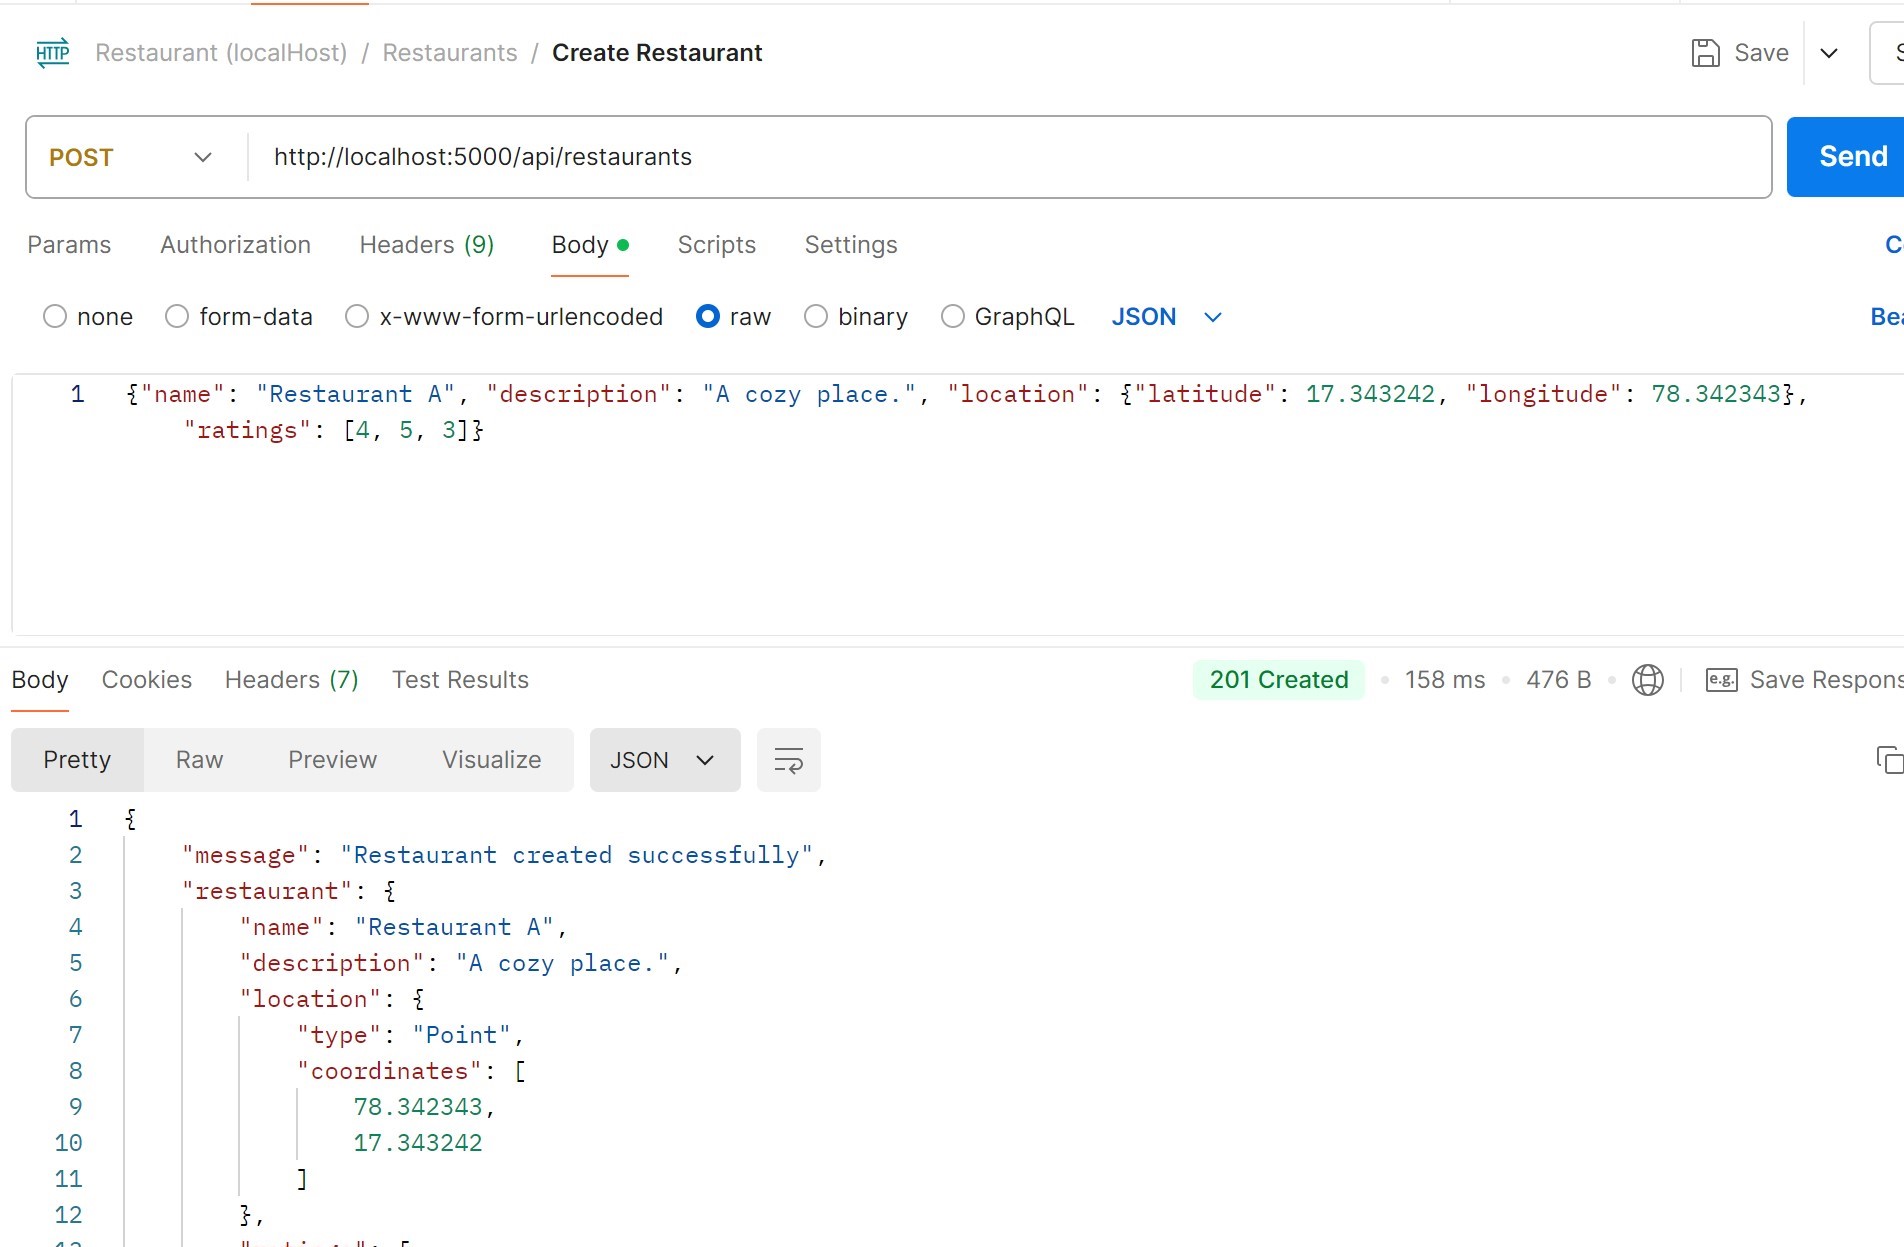 HTTP Restaurant (localHost) / Restaurants / Create Restaurant Save
POST http://localhost:5000/api/restaurants Send
Params Authorization Headers (9) Body Scripts Settings
none form-data x-www-form-urlencoded raw binary GraphQL JSON
1 {"name": "Restaurant A", "description": "A cozy place.", "location": {"latitude": 17.343242, "longitude": 78.342343},
"ratings": [4, 5, 3]}
Body Cookies Headers (7) Test Results 201 Created • 158 ms • 476 B • e.g. Save Respons
Pretty Raw Preview Visualize JSON
1 {
2 "message": "Restaurant created successfully",
3 "restaurant": {
4 "name": "Restaurant A",
5 "description": "A cozy place.",
6 "location": {
7 "type": "Point",
8 "coordinates": [
9 78.342343,
10 17.343242
11 ]
12 },